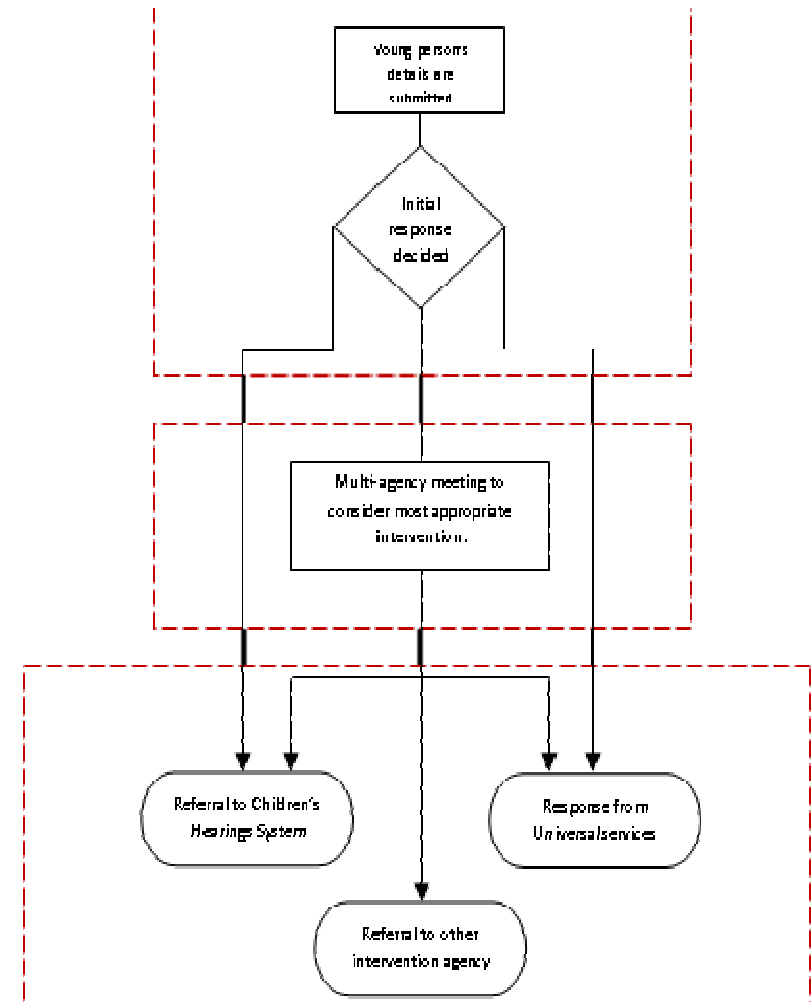 Young persons
details are
submitted
Initial
response
decided
Multi-agency meeting to
consider most appropriate
intervention.
Referral to Children's
Hearings System
Response from
Universal services
Referral to other
intervention agency